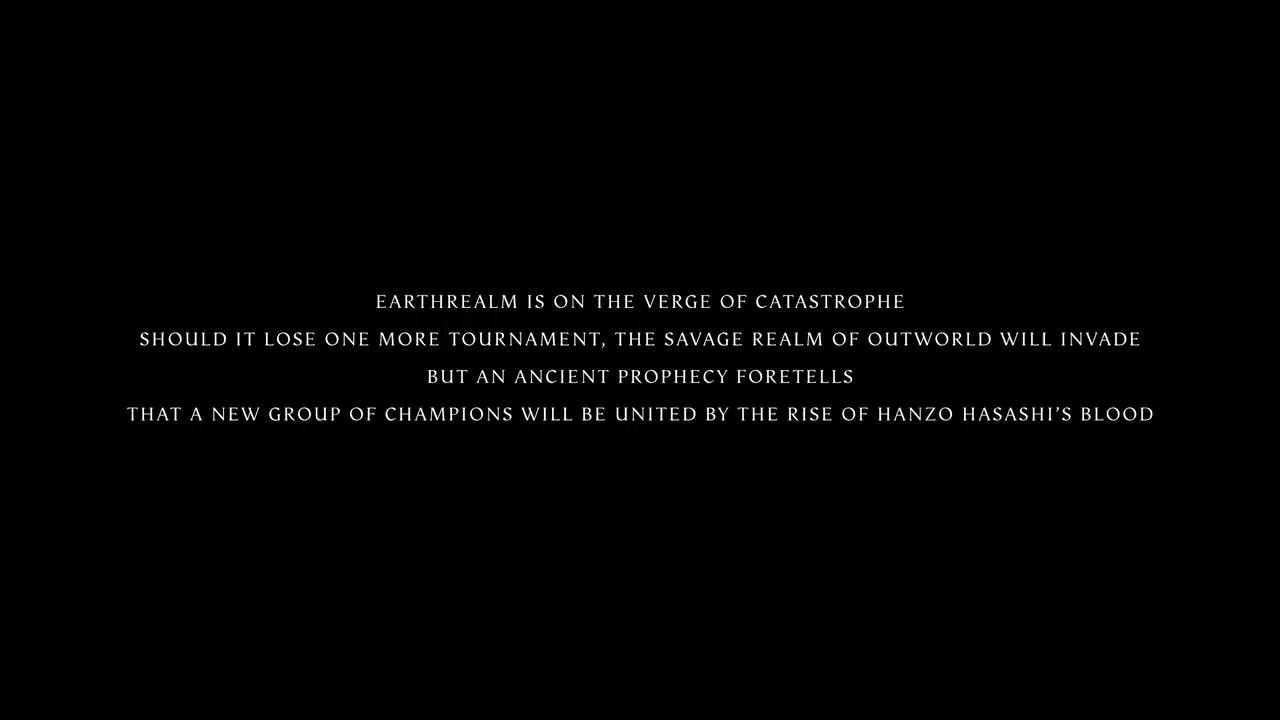 EARTHREALM IS ON THE VERGE OF CATASTROPHE
SHOULD IT LOSE ONE MORE TOURNAMENT, THE SAVAGE REALM OF OUTWORLD WILL INVADE
BUT AN ANCIENT PROPHECY FORETELLS
THAT A NEW GROUP OF CHAMPIONS WILL BE UNITED BY THE RISE OF HANZO HASASHI’S BLOOD